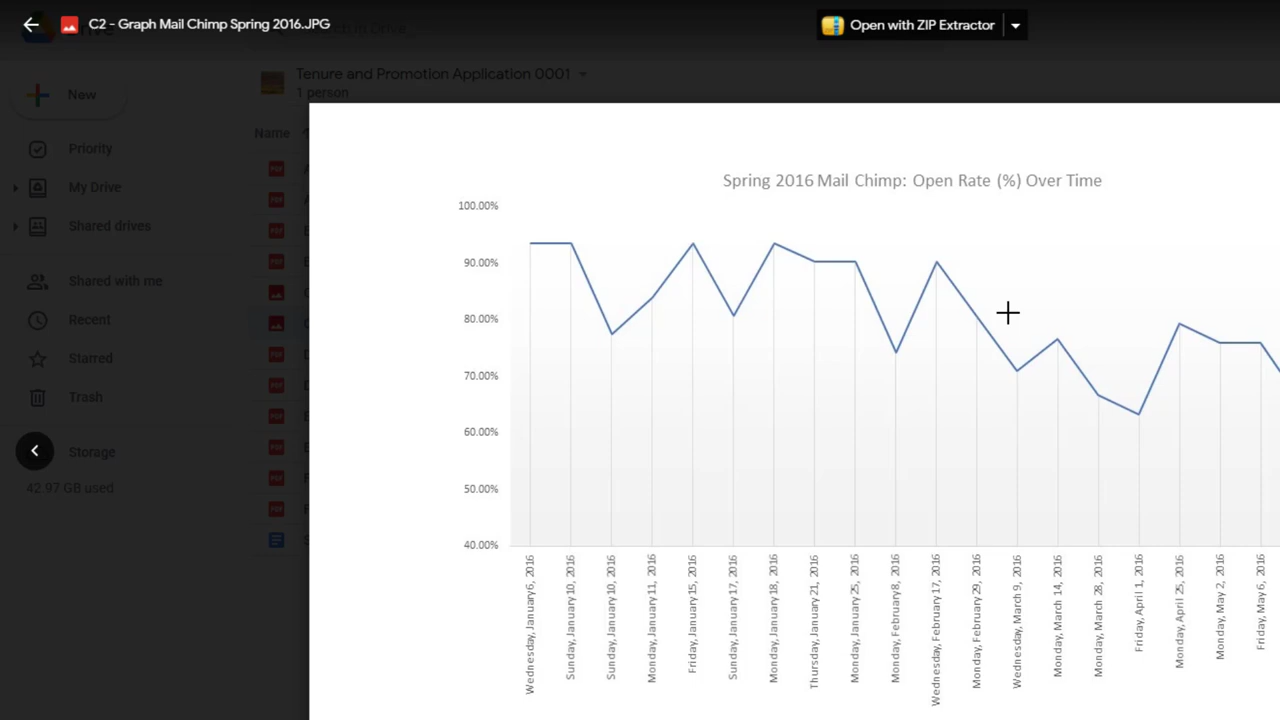 C2 - Graph Mail Chimp Spring 2016.JPG
Open with ZIP Extractor
Tenure and Promotion Application 0001
1 person
New
Name
Priority
My Drive
Shared drives
Shared with me
Recent
Starred
Trash
Storage
42.97 GB used
Spring 2016 Mail Chimp: Open Rate (%) Over Time
100.00%
90.00%
80.00%
70.00%
60.00%
50.00%
40.00%
Wednesday, January 6, 2016
Sunday, January 10, 2016
Sunday, January 10, 2016
Monday, January 11, 2016
Friday, January 15, 2016
Sunday, January 17, 2016
Monday, January 18, 2016
Thursday, January 21, 2016
Monday, January 25, 2016
Monday, February 8, 2016
Wednesday, February 17, 2016
Monday, February 29, 2016
Wednesday, March 9, 2016
Monday, March 14, 2016
Monday, March 28, 2016
Friday, April 1, 2016
Monday, April 25, 2016
Monday, May 2, 2016
Friday, May 6, 2016